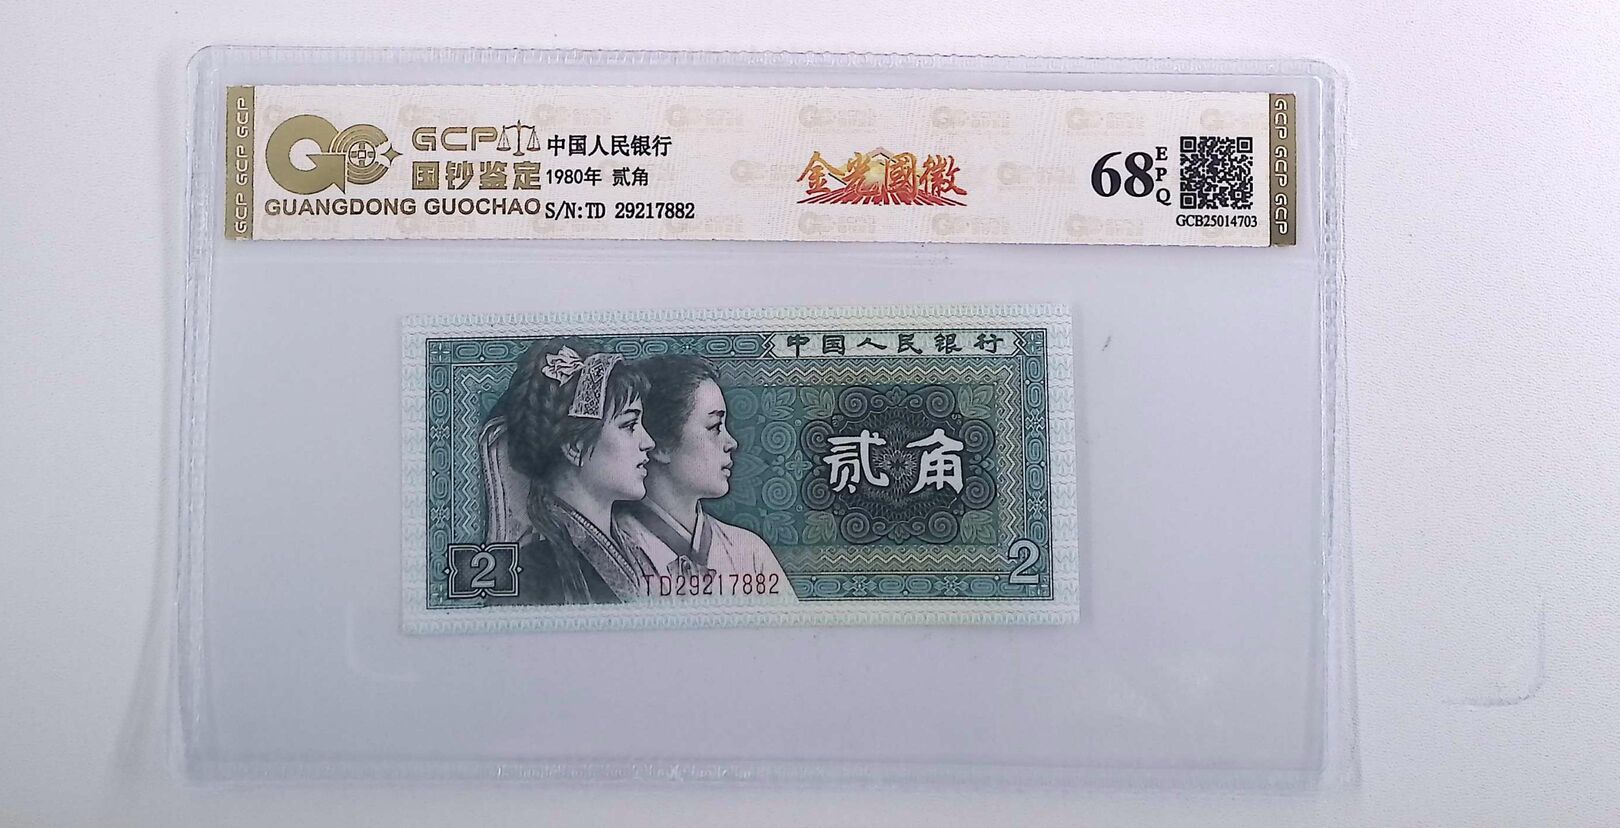 GCP GCP GCP
GCP
国钞鉴定
GUANGDONG GUOCHAO
中国人民银行
1980年 贰角
S/N:TD 29217882
金光國徽
68
EPQ
GCB25014703
GCP GCP GCP
中国人民银行
贰角
2
2
TD29217882